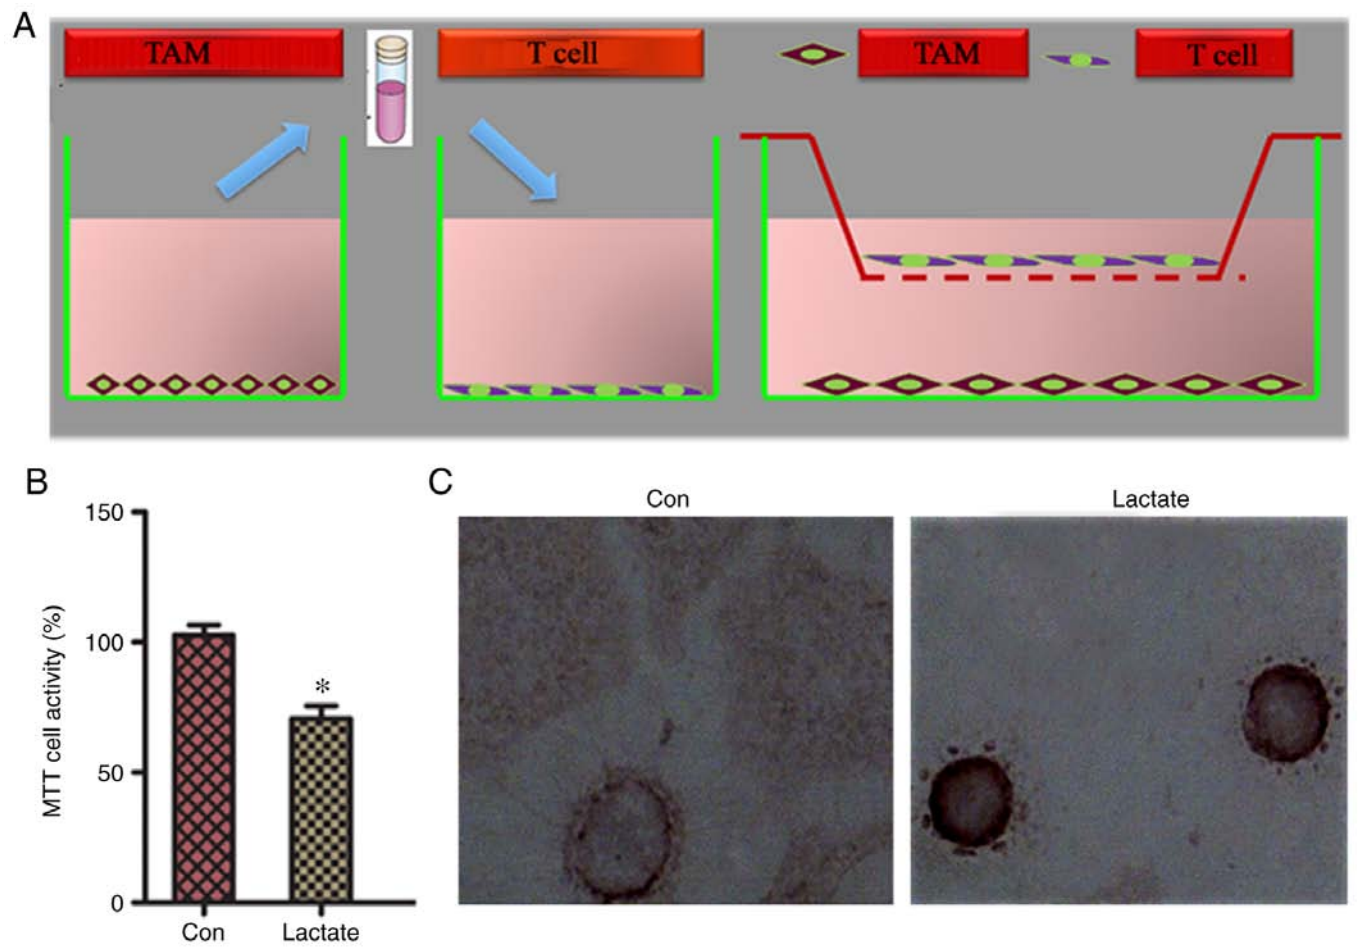 A
TAM
T cell
TAM
T cell
B
C
150
100
50
0
MTT cell activity (%)
*
Con
Lactate
Con
Lactate